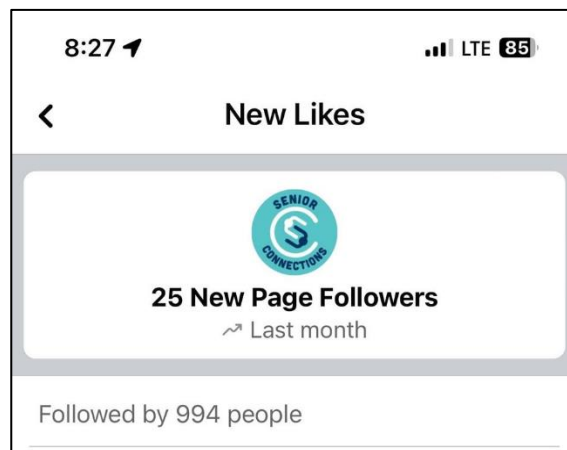 8:27
LTE 85
New Likes
SENIOR
CONNECTIONS
25 New Page Followers
Last month
Followed by 994 people